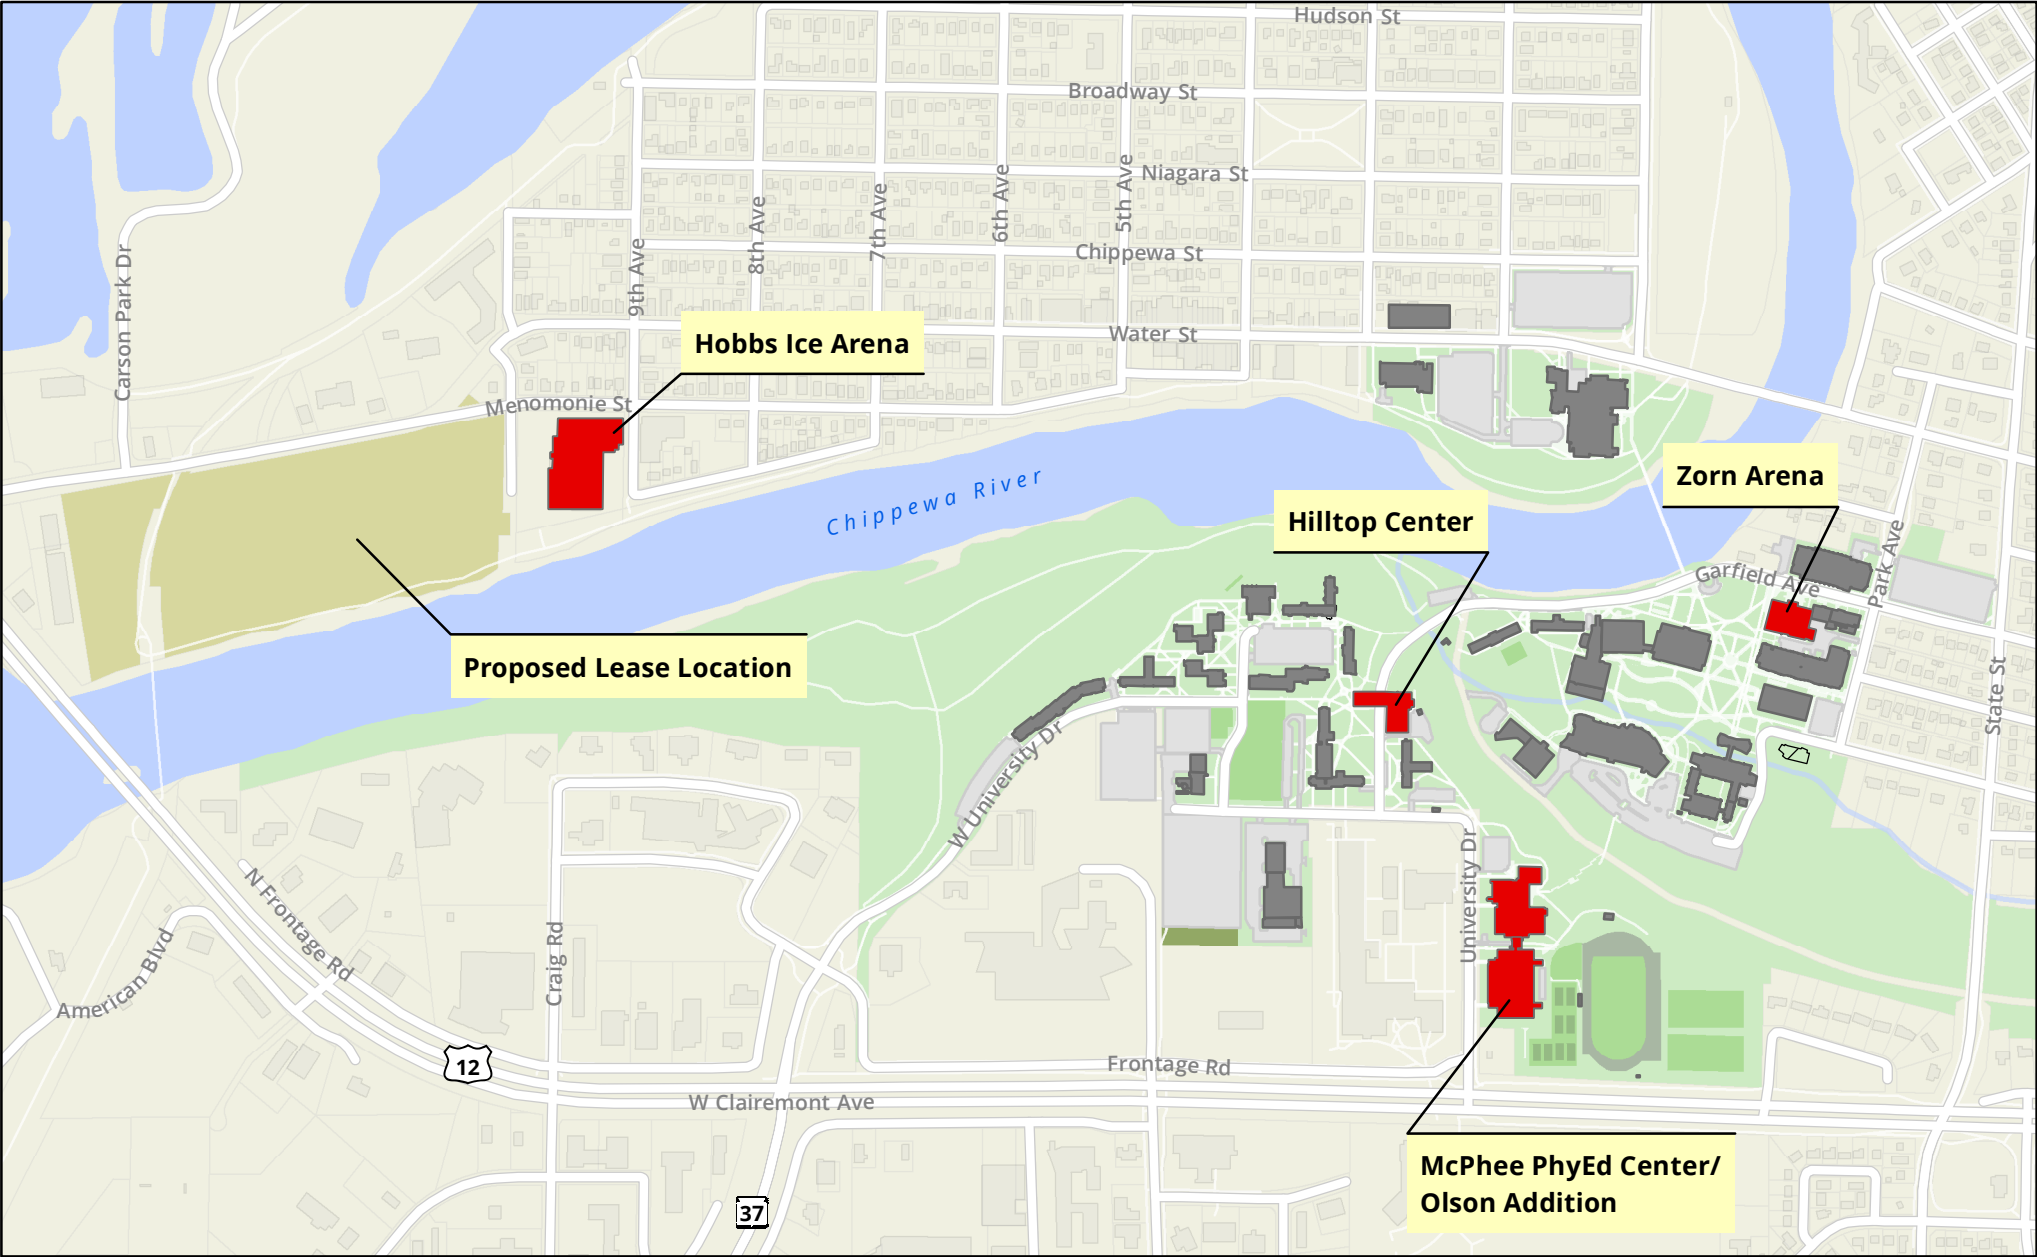 Hudson St
Broadway St
Niagara St
5th Ave
6th Ave
7th Ave
8th Ave
9th Ave
Chippewa St
Carson Park Dr
Water St
Hobbs Ice Arena
Menomonie St
Zorn Arena
Chippewa River
Hilltop Center
Park Ave
Garfield Ave
Proposed Lease Location
State St
W University Dr
University Dr
N Frontage Rd
Craig Rd
American Blvd
12
Frontage Rd
W Clairemont Ave
McPhee PhyEd Center/
Olson Addition
37